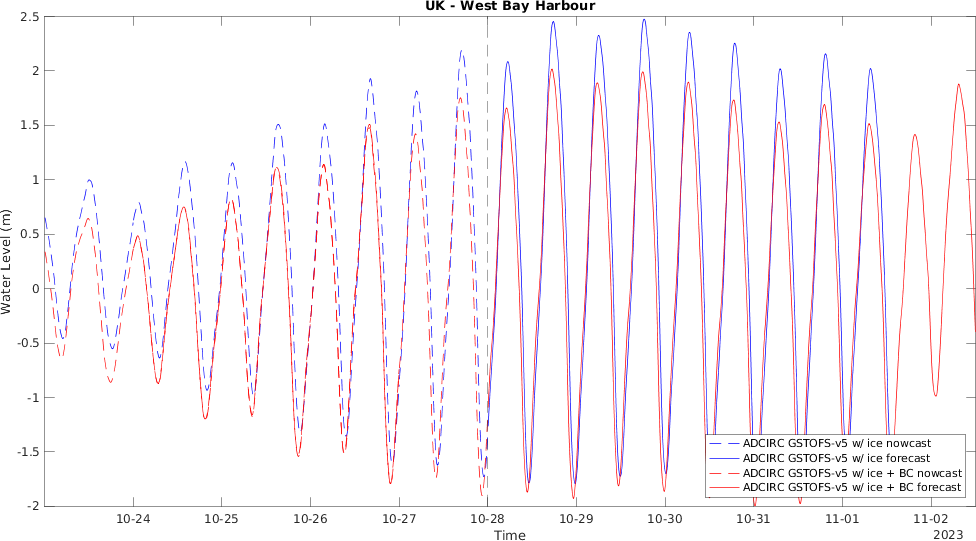 UK - West Bay Harbour
2.5
2
1.5
1
0.5
0
-0.5
-1
-1.5
-2
Water Level (m)
ADCIRC GSTOFS-v5 w/ ice nowcast
ADCIRC GSTOFS-v5 w/ ice forecast
ADCIRC GSTOFS-v5 w/ ice + BC nowcast
ADCIRC GSTOFS-v5 w/ ice + BC forecast
10-24 10-25 10-26 10-27 10-28 10-29 10-30 10-31 11-01 11-02
Time
2023